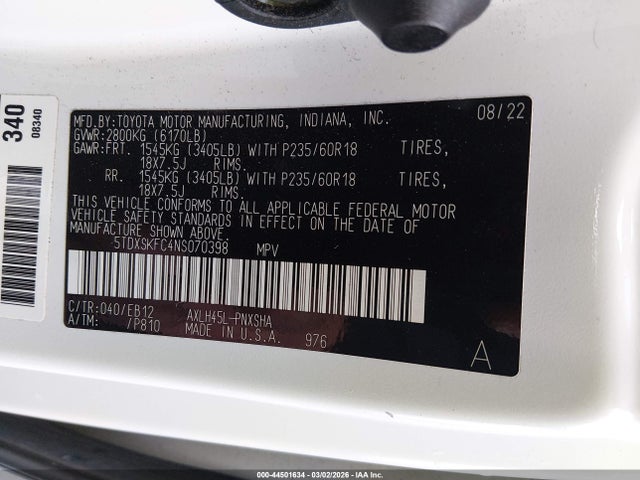 340
08340
MFD.BY:TOYOTA MOTOR MANUFACTURING, INDIANA, INC. 08/22
GVWR:2800KG (6170LB)
GAWR:FRT. 1545KG (3405LB) WITH P235/60R18 TIRES,
18X7.5J RIMS.
RR. 1545KG (3405LB) WITH P235/60R18 TIRES,
18X7.5J RIMS.
THIS VEHICLE CONFORMS TO ALL APPLICABLE FEDERAL MOTOR
VEHICLE SAFETY STANDARDS IN EFFECT ON THE DATE OF
MANUFACTURE SHOWN ABOVE.
5TDXSKFC4NS070398 MPV
C/TR:040/EB12 AXLH45L-PNXSHA
A/TM: /P810 MADE IN U.S.A. 976
A
000-44501634 | 03/02/2026 | IAA Inc.